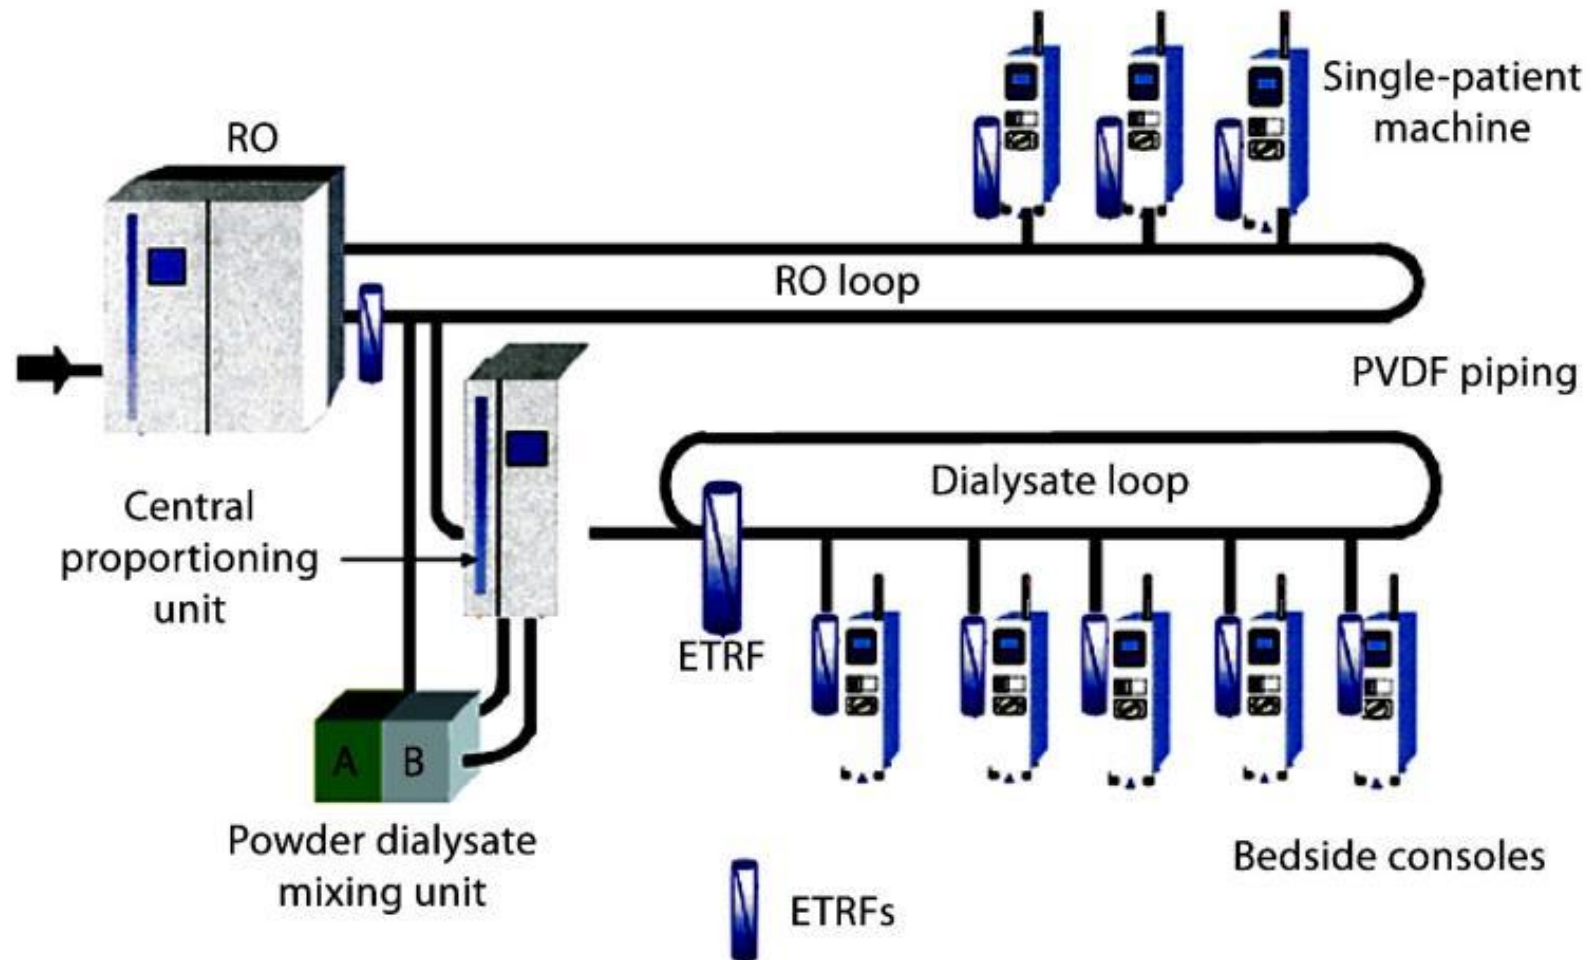 RO
Single-patient
machine
RO loop
PVDF piping
Central
proportioning
unit
Dialysate loop
ETRF
A
B
Powder dialysate
mixing unit
ETRFs
Bedside consoles